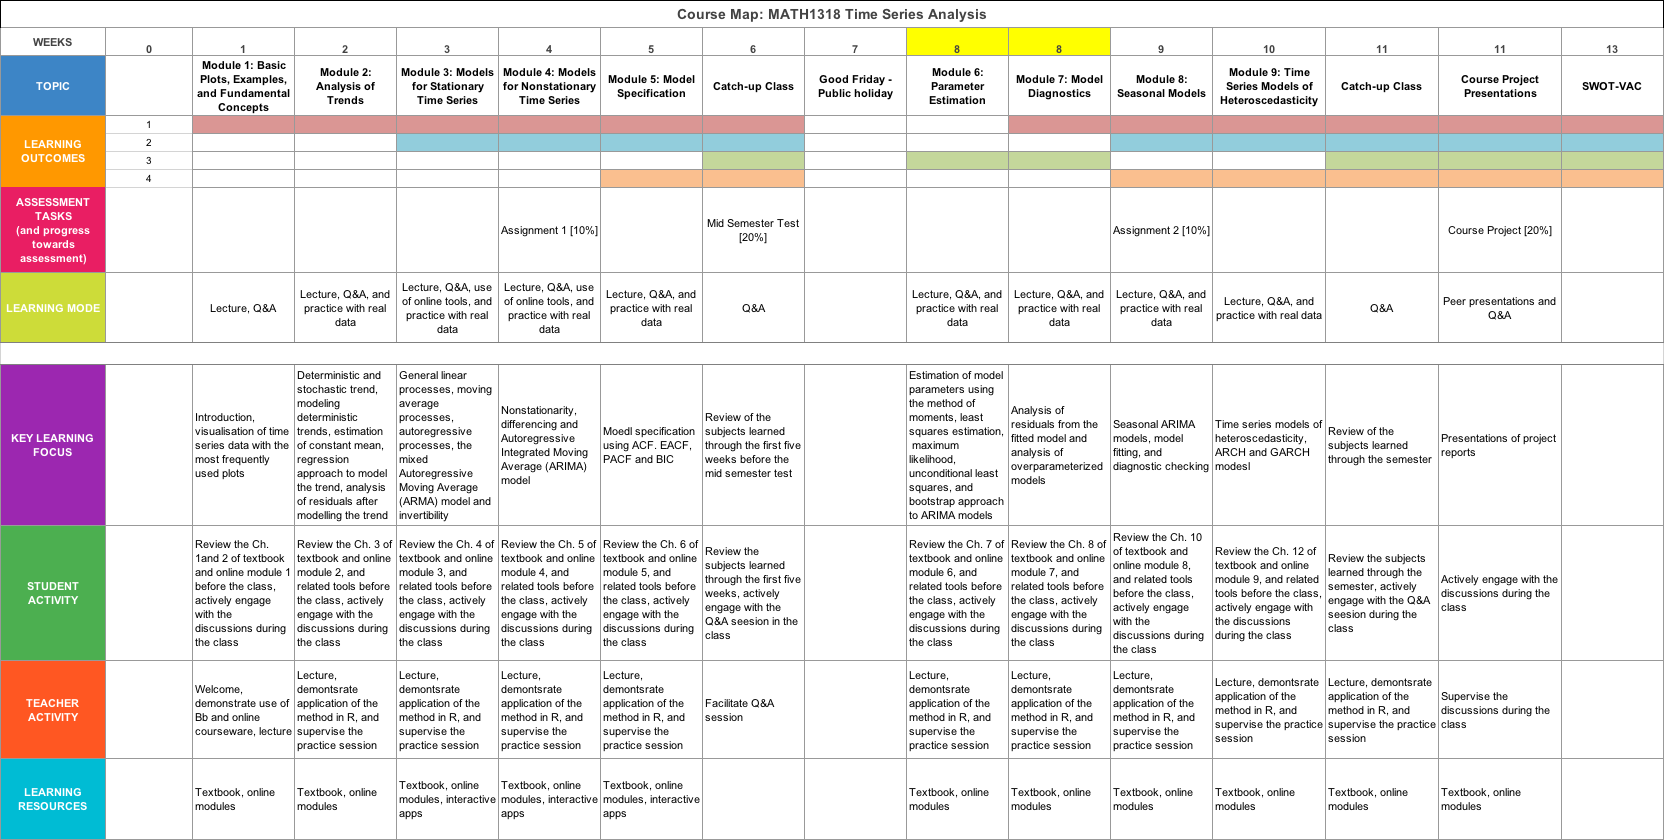 Course Map: MATH1318 Time Series Analysis
WEEKS
0
1
2
3
4
5
6
7
8
8
9
10
11
11
13
TOPIC
Module 1: Basic
Plots, Examples,
and Fundamental
Concepts
Module 2:
Analysis of
Trends
Module 3: Models
for Stationary
Time Series
Module 4: Models
for Nonstationary
Time Series
Module 5: Model
Specification
Catch-up Class
Good Friday -
Public holiday
Module 6:
Parameter
Estimation
Module 7: Model
Diagnostics
Module 8:
Seasonal Models
Module 9: Time
Series Models of
Heteroscedasticity
Catch-up Class
Course Project
Presentations
SWOT-VAC
LEARNING
OUTCOMES
1
2
3
4
ASSESSMENT
TASKS
(and progress
towards
assessment)
Assignment 1 [10%]
Mid Semester Test
[20%]
Assignment 2 [10%]
Course Project [20%]
LEARNING MODE
Lecture, Q&A
Lecture, Q&A, and
practice with real
data
Lecture, Q&A, use
of online tools, and
practice with real
data
Lecture, Q&A, use
of online tools, and
practice with real
data
Lecture, Q&A, and
practice with real
data
Q&A
Lecture, Q&A, and
practice with real
data
Lecture, Q&A, and
practice with real
data
Lecture, Q&A, and
practice with real
data
Lecture, Q&A, and
practice with real data
Q&A
Peer presentations and
Q&A
KEY LEARNING
FOCUS
Introduction,
visualisation of time
series data with the
most frequently
used plots
Deterministic and
stochastic trend,
modeling
deterministic
trends, estimation
of constant mean,
regression
approach to model
the trend, analysis
of residuals after
modelling the trend
General linear
processes, moving
average
processes,
autoregressive
processes, the
mixed
Autoregressive
Moving Average
(ARMA) model and
invertibility
Nonstationarity,
differencing and
Autoregressive
Integrated Moving
Average (ARIMA)
model
Moedl specification
using ACF. EACF,
PACF and BIC
Review of the
subjects learned
through the first five
weeks before the
mid semester test
Estimation of model
parameters using
the method of
moments, least
squares estimation,
maximum
likelihood,
unconditional least
squares, and
bootstrap approach
to ARIMA models
Analysis of
residuals from the
fitted model and
analysis of
overparameterized
models
Seasonal ARIMA
models, model
fitting, and
diagnostic checking
Time series models of
heteroscedasticity,
ARCH and GARCH
modesl
Review of the
subjects learned
through the semester
Presentations of project
reports
STUDENT
ACTIVITY
Review the Ch.
1and 2 of textbook
and online module 1
before the class,
actively engage
with the
discussions during
the class
Review the Ch. 3 of
textbook and online
module 2, and
related tools before
the class, actively
engage with the
discussions during
the class
Review the Ch. 4 of
textbook and online
module 3, and
related tools before
the class, actively
engage with the
discussions during
the class
Review the Ch. 5 of
textbook and online
module 4, and
related tools before
the class, actively
engage with the
discussions during
the class
Review the Ch. 6 of
textbook and online
module 5, and
related tools before
the class, actively
engage with the
discussions during
the class
Review the
subjects learned
through the first five
weeks, actively
engage with the
Q&A seesion in the
class
Review the Ch. 7 of
textbook and online
module 6, and
related tools before
the class, actively
engage with the
discussions during
the class
Review the Ch. 8 of
textbook and online
module 7, and
related tools before
the class, actively
engage with the
discussions during
the class
Review the Ch. 10
of textbook and
online module 8,
and related tools
before the class,
actively engage
with the
discussions during
the class
Review the Ch. 12 of
textbook and online
module 9, and related
tools before the class,
actively engage with
the discussions
during the class
Review the subjects
learned through the
semester, actively
engage with the Q&A
seesion during the
class
Actively engage with the
discussions during the
class
TEACHER
ACTIVITY
Welcome,
demonstrate use of
Bb and online
courseware, lecture
Lecture,
demontsrate
application of the
method in R, and
supervise the
practice session
Lecture,
demontsrate
application of the
method in R, and
supervise the
practice session
Lecture,
demontsrate
application of the
method in R, and
supervise the
practice session
Lecture,
demontsrate
application of the
method in R, and
supervise the
practice session
Facilitate Q&A
session
Lecture,
demontsrate
application of the
method in R, and
supervise the
practice session
Lecture,
demontsrate
application of the
method in R, and
supervise the
practice session
Lecture,
demontsrate
application of the
method in R, and
supervise the
practice session
Lecture, demontsrate
application of the
method in R, and
supervise the practice
session
Lecture, demontsrate
application of the
method in R, and
supervise the practice
session
Supervise the
discussions during the
class
LEARNING
RESOURCES
Textbook, online
modules
Textbook, online
modules
Textbook, online
modules, interactive
apps
Textbook, online
modules, interactive
apps
Textbook, online
modules, interactive
apps
Textbook, online
modules
Textbook, online
modules
Textbook, online
modules
Textbook, online
modules
Textbook, online
modules
Textbook, online
modules